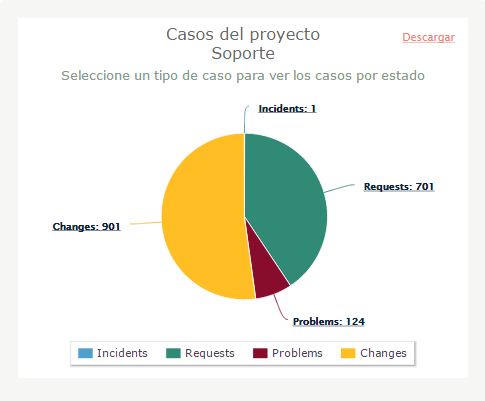 Casos del proyecto
Soporte
Descargar
Seleccione un tipo de caso para ver los casos por estado
Incidents: 1
Requests: 701
Changes: 901
Problems: 124
Incidents Requests Problems Changes